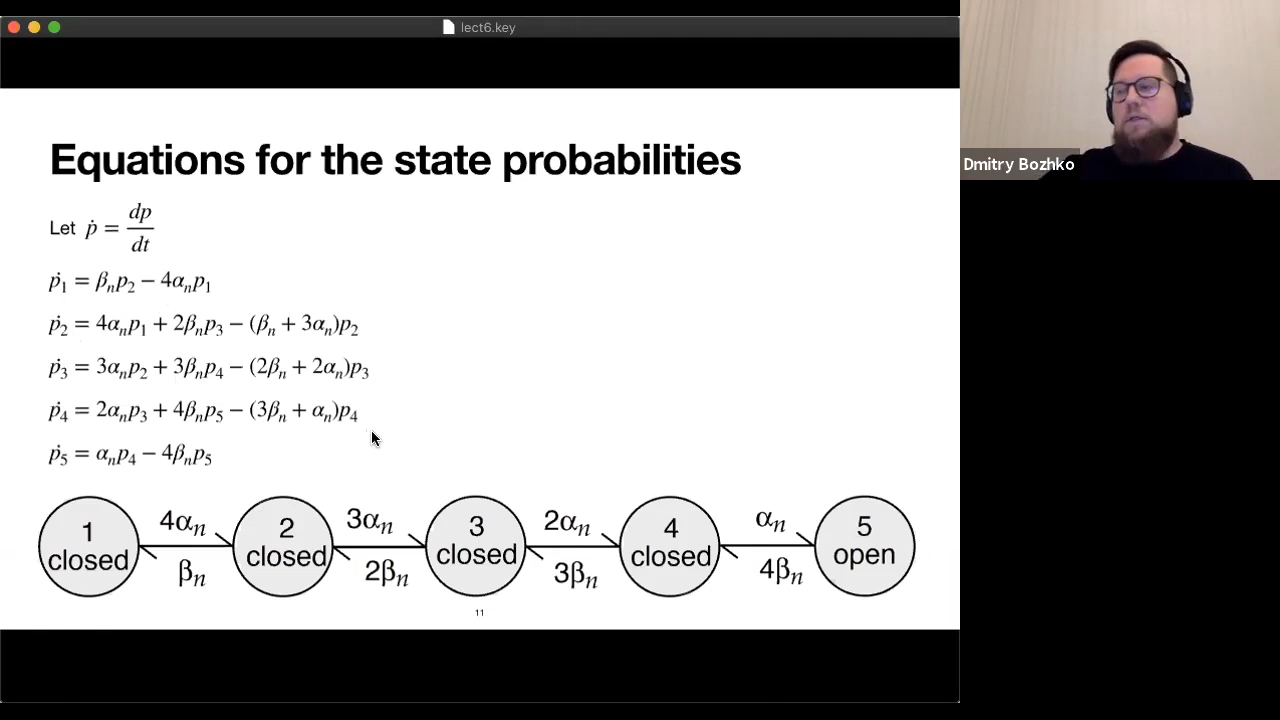 lect6.key
Equations for the state probabilities
Let ṗ = dp/dt
ṗ₁ = βₙp₂ − 4αₙp₁
ṗ₂ = 4αₙp₁ + 2βₙp₃ − (βₙ + 3αₙ)p₂
ṗ₃ = 3αₙp₂ + 3βₙp₄ − (2βₙ + 2αₙ)p₃
ṗ₄ = 2αₙp₃ + 4βₙp₅ − (3βₙ + αₙ)p₄
ṗ₅ = αₙp₄ − 4βₙp₅
1
closed
4αₙ
βₙ
2
closed
3αₙ
2βₙ
3
closed
2αₙ
3βₙ
4
closed
αₙ
4βₙ
5
open
11
Dmitry Bozhko